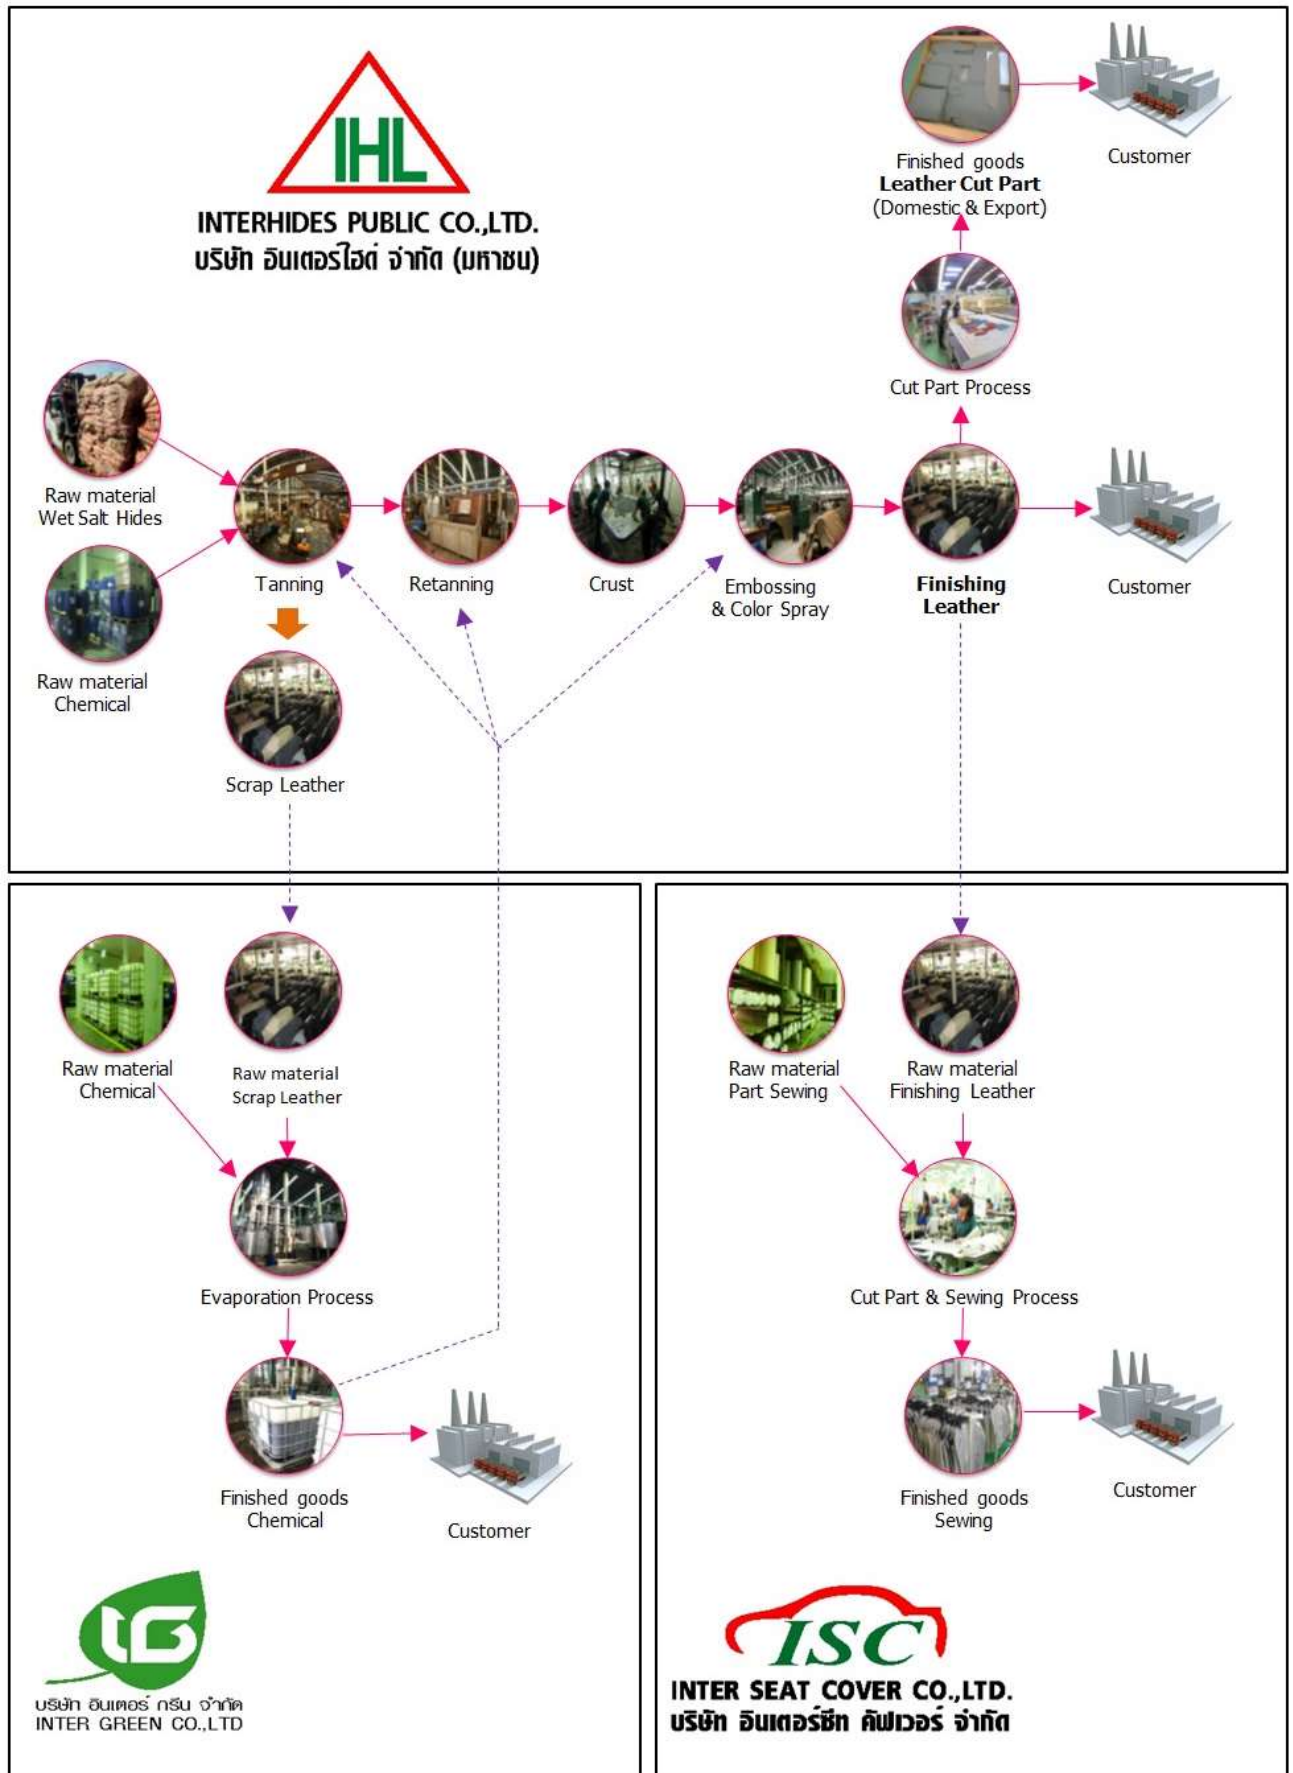 IHL
INTERHIDES PUBLIC CO.,LTD.
บริษัท อินเตอร์ไฮด์ จำกัด (มหาชน)
Finished goods
Leather Cut Part
(Domestic & Export)
Customer
Cut Part Process
Raw material
Wet Salt Hides
Raw material
Chemical
Tanning
Retanning
Crust
Embossing
& Color Spray
Finishing
Leather
Customer
Scrap Leather
Raw material
Chemical
Raw material
Scrap Leather
Evaporation Process
Finished goods
Chemical
Customer
IG
บริษัท อินเตอร์ กรีน จำกัด
INTER GREEN CO.,LTD
Raw material
Part Sewing
Raw material
Finishing Leather
Cut Part & Sewing Process
Finished goods
Sewing
Customer
ISC
INTER SEAT COVER CO.,LTD.
บริษัท อินเตอร์ซีท คัฟเวอร์ จำกัด